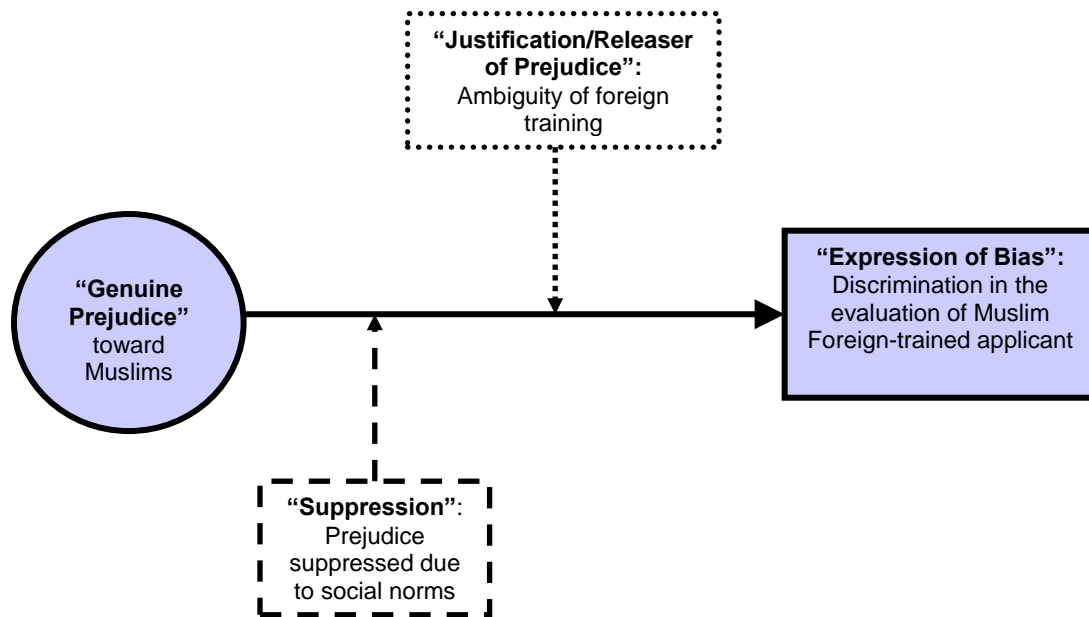 “Justification/Releaser
of Prejudice”:
Ambiguity of foreign
training
“Genuine
Prejudice”
toward
Muslims
“Expression of Bias”:
Discrimination in the
evaluation of Muslim
Foreign-trained applicant
“Suppression”:
Prejudice
suppressed due
to social norms